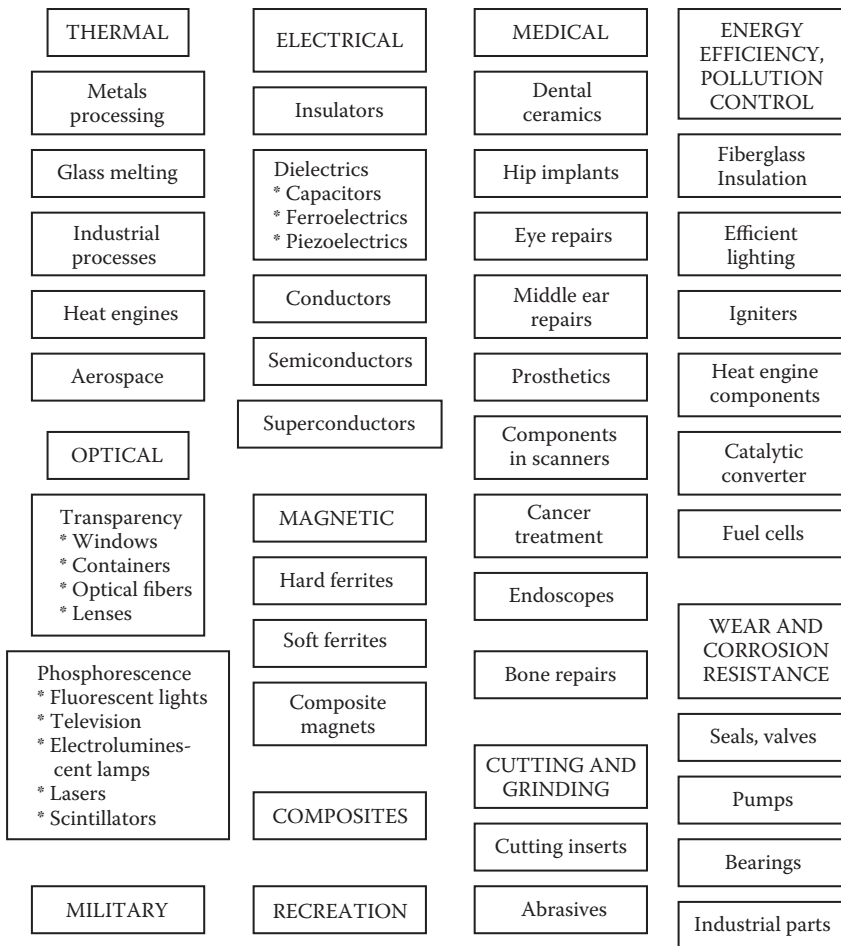 THERMAL
Metals
processing
Glass melting
Industrial
processes
Heat engines
Aerospace
OPTICAL
Transparency
* Windows
* Containers
* Optical fibers
* Lenses
Phosphorescence
* Fluorescent lights
* Television
* Electrolumines-
cent lamps
* Lasers
* Scintillators
MILITARY
ELECTRICAL
Insulators
Dielectrics
* Capacitors
* Ferroelectrics
* Piezoelectrics
Conductors
Semiconductors
Superconductors
MAGNETIC
Hard ferrites
Soft ferrites
Composite
magnets
COMPOSITES
RECREATION
MEDICAL
Dental
ceramics
Hip implants
Eye repairs
Middle ear
repairs
Prosthetics
Components
in scanners
Cancer
treatment
Endoscopes
Bone repairs
CUTTING AND
GRINDING
Cutting inserts
Abrasives
ENERGY
EFFICIENCY,
POLLUTION
CONTROL
Fiberglass
Insulation
Efficient
lighting
Igniters
Heat engine
components
Catalytic
converter
Fuel cells
WEAR AND
CORROSION
RESISTANCE
Seals, valves
Pumps
Bearings
Industrial parts